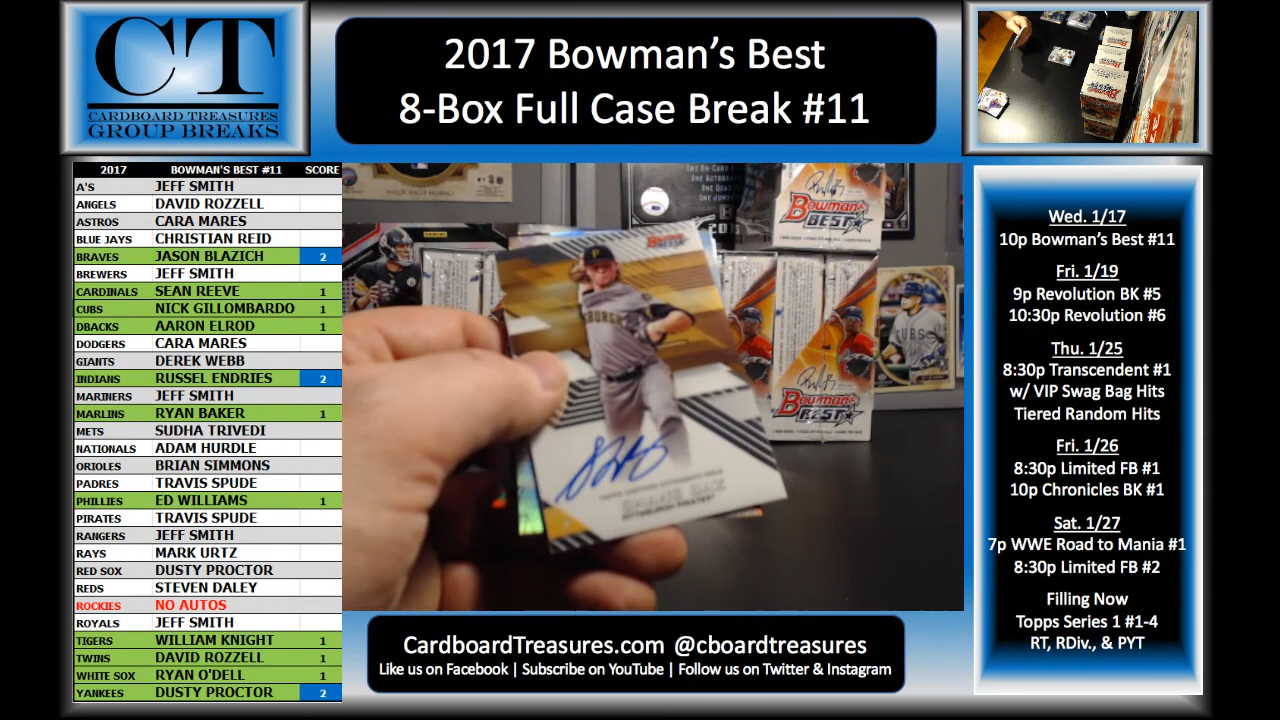 CT
CARDBOARD TREASURES
GROUP BREAKS
2017 Bowman's Best
8-Box Full Case Break #11
2017 BOWMAN'S BEST #11 SCORE
A'S JEFF SMITH
ANGELS DAVID ROZZELL
ASTROS CARA MARES
BLUE JAYS CHRISTIAN REID
BRAVES JASON BLAZICH 2
BREWERS JEFF SMITH
CARDINALS SEAN REEVE 1
CUBS NICK GILLOMBARDO 1
DBACKS AARON ELROD 1
DODGERS CARA MARES
GIANTS DEREK WEBB
INDIANS RUSSEL ENDRIES 2
MARINERS JEFF SMITH
MARLINS RYAN BAKER 1
METS SUDHA TRIVEDI
NATIONALS ADAM HURDLE
ORIOLES BRIAN SIMMONS
PADRES TRAVIS SPUDE
PHILLIES ED WILLIAMS 1
PIRATES TRAVIS SPUDE
RANGERS JEFF SMITH
RAYS MARK URTZ
RED SOX DUSTY PROCTOR
REDS STEVEN DALEY
ROCKIES NO AUTOS
ROYALS JEFF SMITH
TIGERS WILLIAM KNIGHT 1
TWINS DAVID ROZZELL 1
WHITE SOX RYAN O'DELL 1
YANKEES DUSTY PROCTOR 2
ONE AUTOGRAPH
Bowman's
BEST
Bowman's
BEST
CUBS
PITTSBURGH PIRATES
Wed. 1/17
10p Bowman's Best #11
Fri. 1/19
9p Revolution BK #5
10:30p Revolution #6
Thu. 1/25
8:30p Transcendent #1
w/ VIP Swag Bag Hits
Tiered Random Hits
Fri. 1/26
8:30p Limited FB #1
10p Chronicles BK #1
Sat. 1/27
7p WWE Road to Mania #1
8:30p Limited FB #2
Filling Now
Topps Series 1 #1-4
RT, RDiv., & PYT
CardboardTreasures.com @cboardtreasures
Like us on Facebook | Subscribe on YouTube | Follow us on Twitter & Instagram